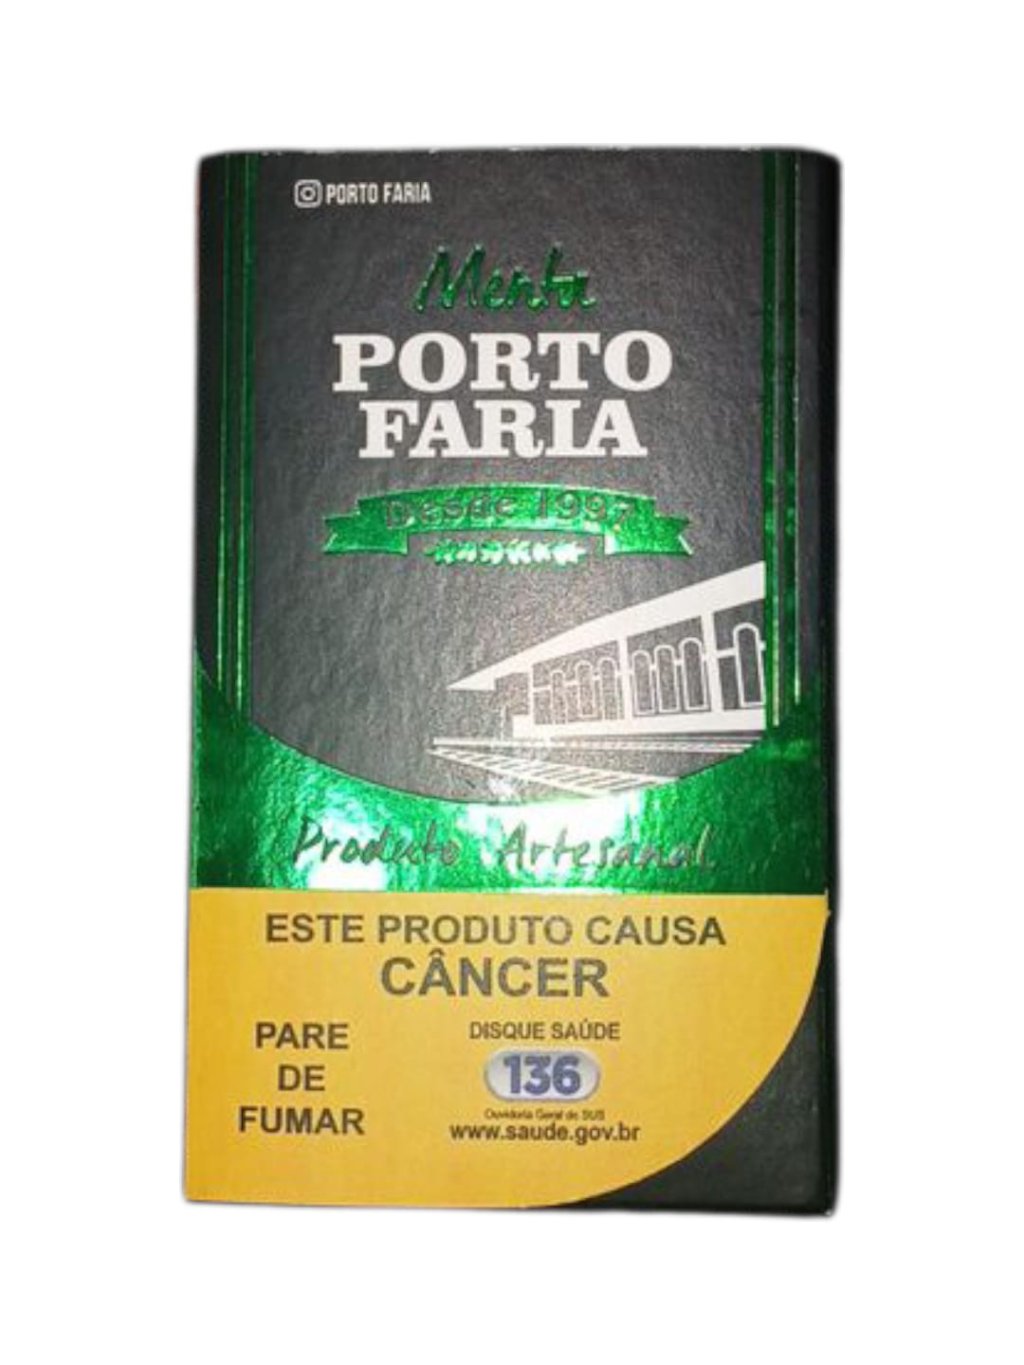 PORTO FARIA
Menta
PORTO
FARIA
Desde 1997
Produto Artesanal
ESTE PRODUTO CAUSA
CÂNCER
PARE
DE
FUMAR
DISQUE SAÚDE
136
Ouvidoria Geral do SUS
www.saude.gov.br